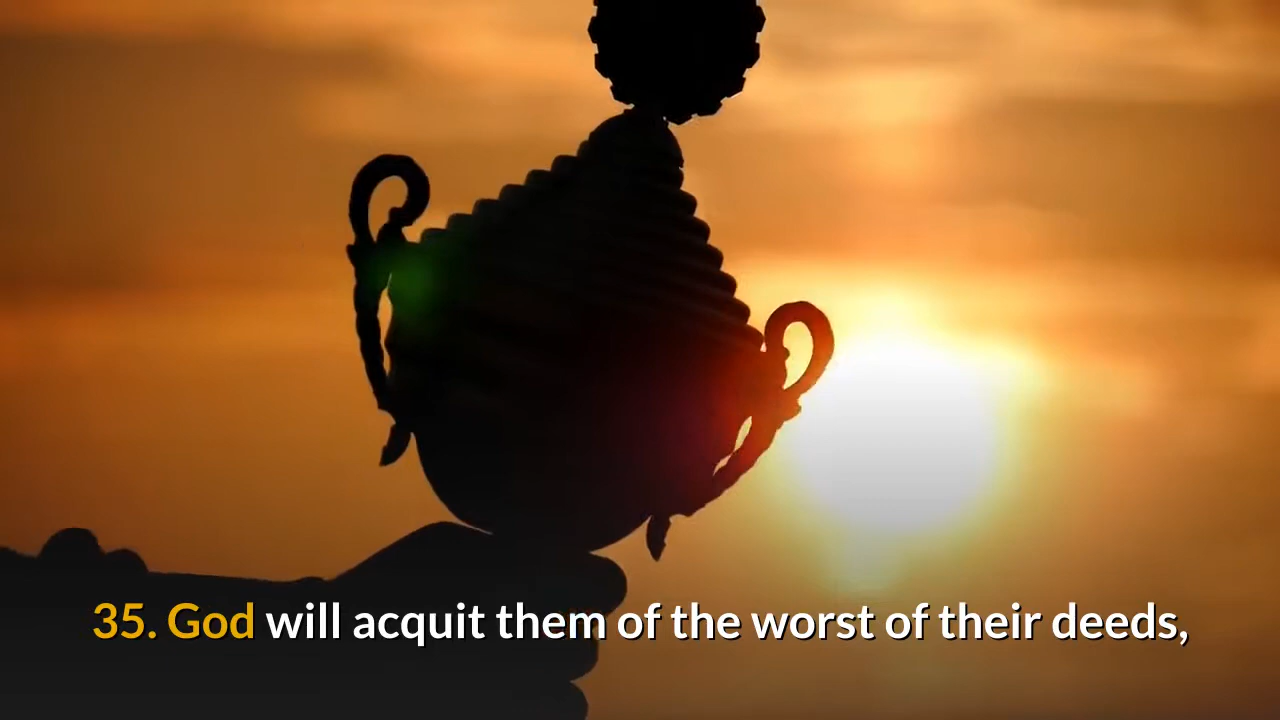 35. God will acquit them of the worst of their deeds,